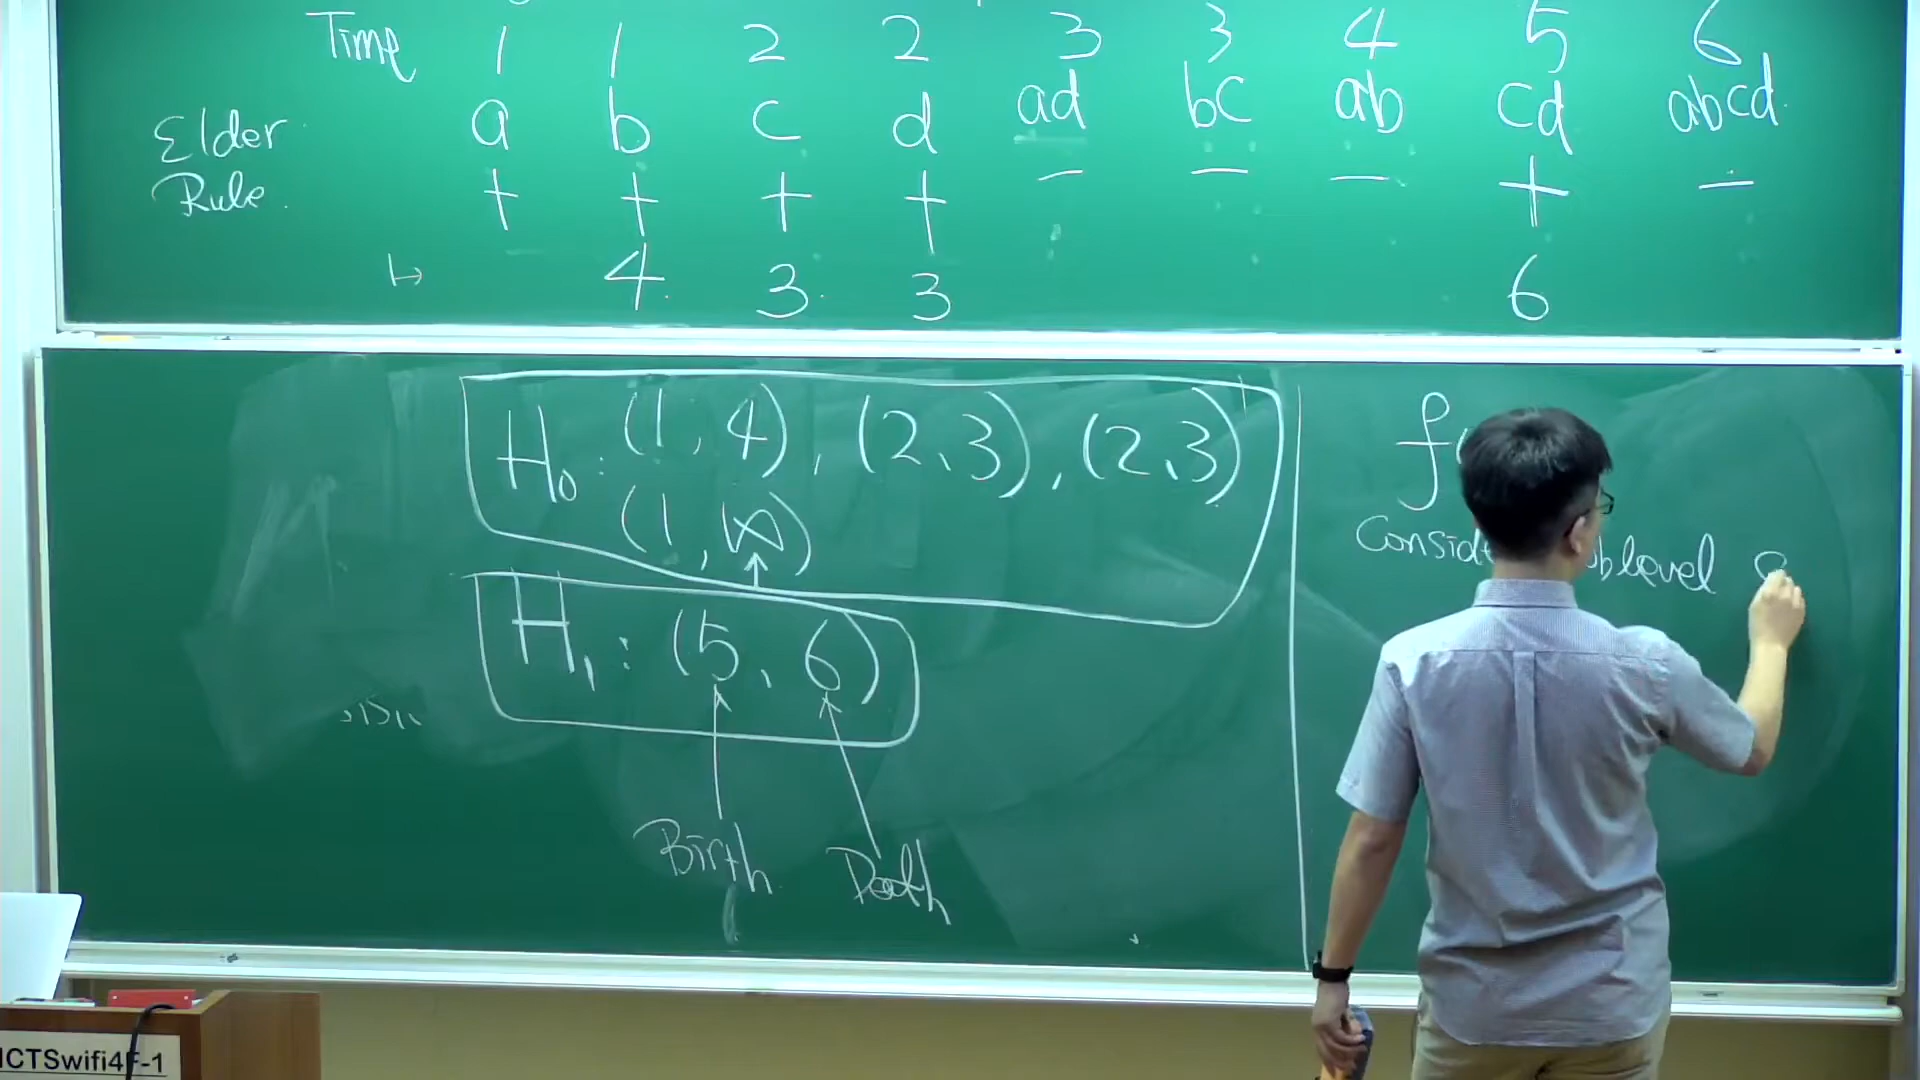 Time 1 1 2 2 3 3 4 5 6
Elder a b c d ad bc ab cd abcd
Rule. + + + + − − − + −
↦ 4. 3. 3 6
H₀: (1, 4), (2, 3), (2, 3)
(1, ∞)
H₁: (5, 6)
Birth Death
f
sublevel
ICTSwifi4F-1